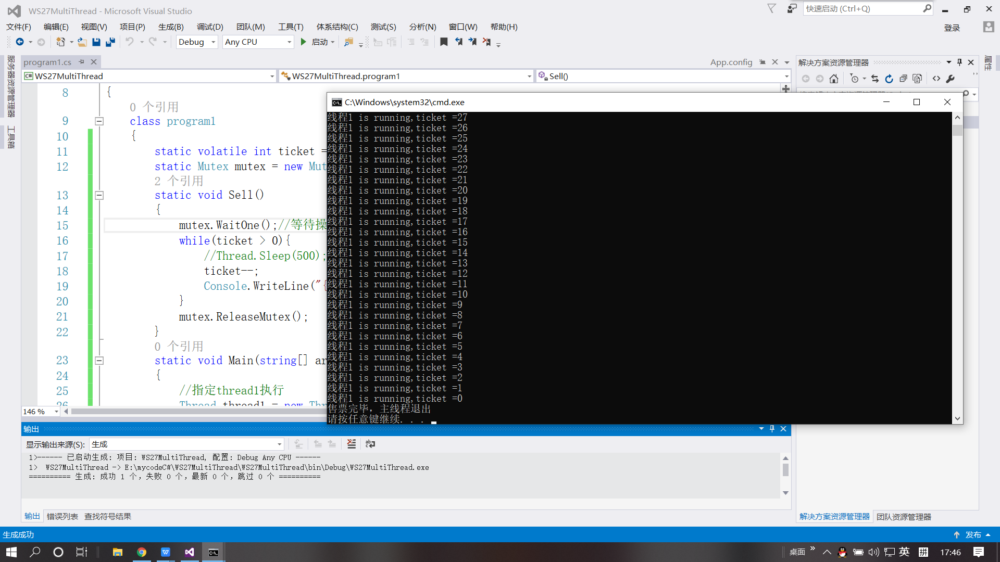 WS27MultiThread - Microsoft Visual Studio
快速启动 (Ctrl+Q)
文件(F) 编辑(E) 视图(V) 项目(P) 生成(B) 调试(D) 团队(M) 工具(T) 体系结构(C) 测试(S) 分析(N) 窗口(W) 帮助(H)
登录
Debug Any CPU 启动
服务器资源管理器
工具箱
program1.cs
App.config
WS27MultiThread
WS27MultiThread.program1
Sell()
8 {
0 个引用
9 class program1
10 {
11 static volatile int ticket =
12 static Mutex mutex = new Mut
2 个引用
13 static void Sell()
14 {
15 mutex.WaitOne();//等待操
16 while(ticket > 0){
17 //Thread.Sleep(500);
18 ticket--;
19 Console.WriteLine("{
20 }
21 mutex.ReleaseMutex();
22 }
0 个引用
23 static void Main(string[] ar
24 {
25 //指定thread1执行
26 Thread thread1 = new Thr
146 %
C:\Windows\system32\cmd.exe
线程1 is running,ticket =27
线程1 is running,ticket =26
线程1 is running,ticket =25
线程1 is running,ticket =24
线程1 is running,ticket =23
线程1 is running,ticket =22
线程1 is running,ticket =21
线程1 is running,ticket =20
线程1 is running,ticket =19
线程1 is running,ticket =18
线程1 is running,ticket =17
线程1 is running,ticket =16
线程1 is running,ticket =15
线程1 is running,ticket =14
线程1 is running,ticket =13
线程1 is running,ticket =12
线程1 is running,ticket =11
线程1 is running,ticket =10
线程1 is running,ticket =9
线程1 is running,ticket =8
线程1 is running,ticket =7
线程1 is running,ticket =6
线程1 is running,ticket =5
线程1 is running,ticket =4
线程1 is running,ticket =3
线程1 is running,ticket =2
线程1 is running,ticket =1
线程1 is running,ticket =0
售票完毕，主线程退出
请按任意键继续. . .
解决方案资源管理器
属性
输出
显示输出来源(S): 生成
1>------ 已启动生成: 项目: WS27MultiThread, 配置: Debug Any CPU ------
1>  WS27MultiThread -> E:\mycodeC#\WS27MultiThread\WS27MultiThread\bin\Debug\WS27MultiThread.exe
========== 生成: 成功 1 个，失败 0 个，最新 0 个，跳过 0 个 ==========
输出 错误列表 查找符号结果
解决方案资源管理器 团队资源管理器
生成成功
发布
桌面
英
拼
17:46